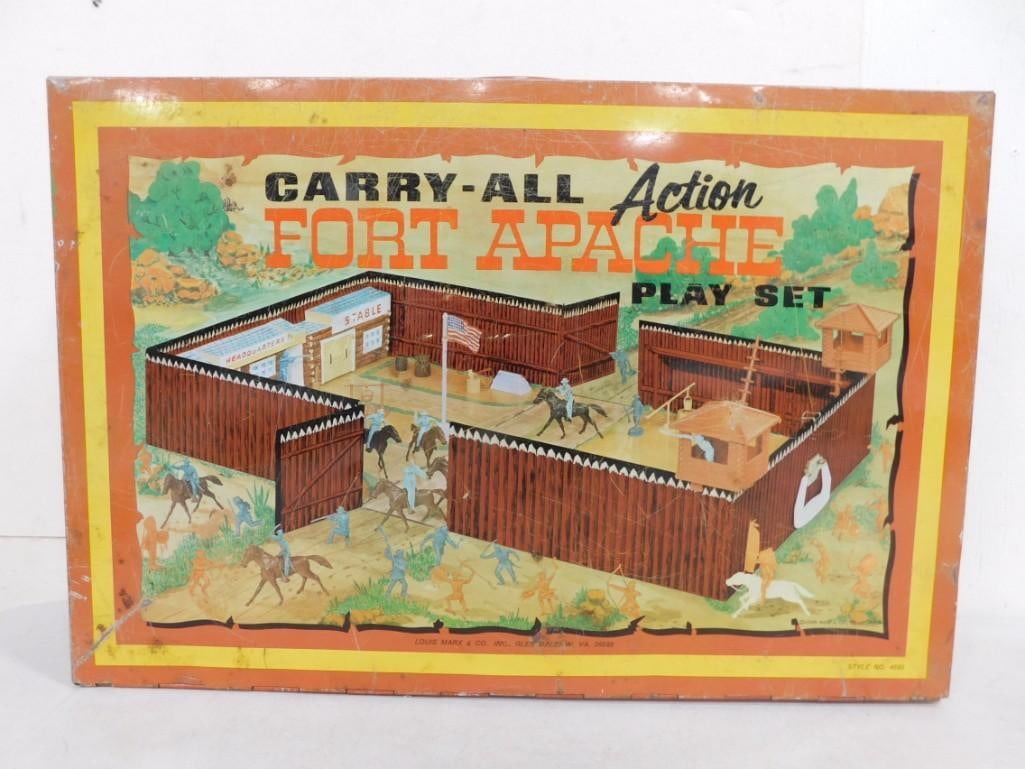 CARRY-ALL Action
FORT APACHE
PLAY SET
STABLE
HEADQUARTERS
LOUIS MARX & CO., INC., GLEN DALE, W. VA.
STYLE NO.